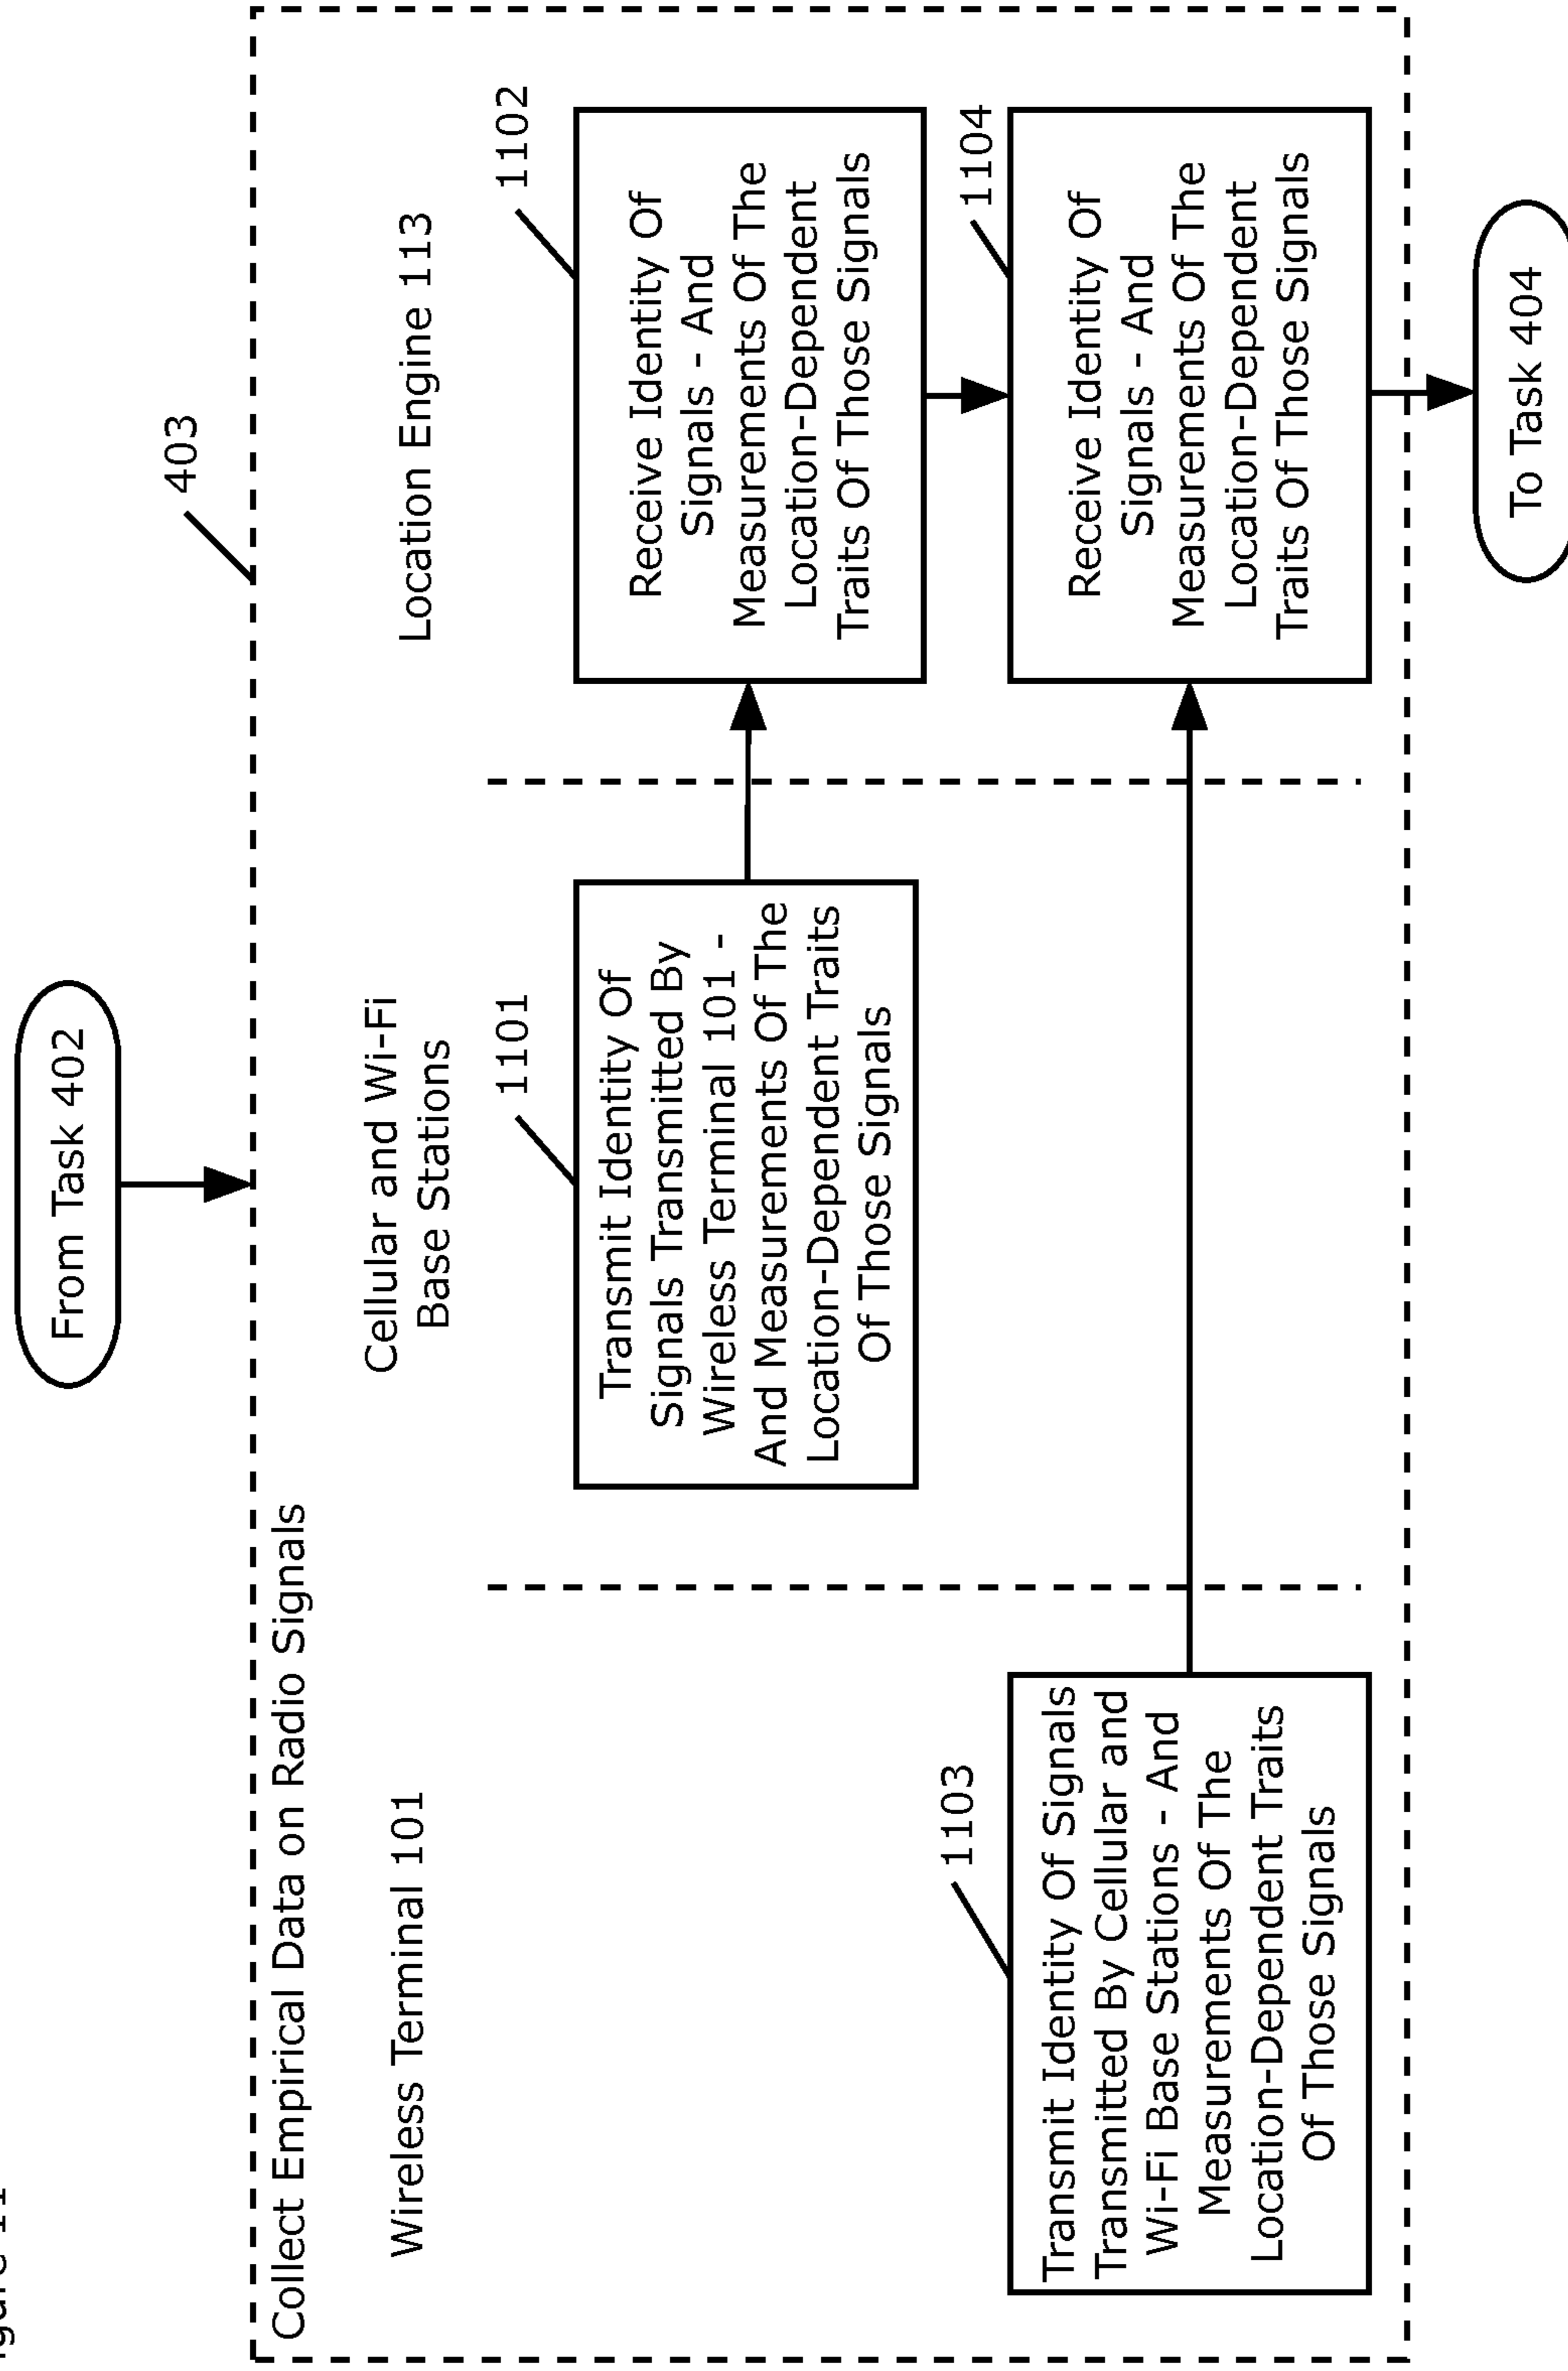 From Task 402
403
Collect Empirical Data on Radio Signals
Wireless Terminal 101
Cellular and Wi-Fi
Base Stations
Location Engine 113
1101
Transmit Identity Of
Signals Transmitted By
Wireless Terminal 101 -
And Measurements Of The
Location-Dependent Traits
Of Those Signals
1102
Receive Identity Of
Signals - And
Measurements Of The
Location-Dependent
Traits Of Those Signals
1103
Transmit Identity Of Signals
Transmitted By Cellular and
Wi-Fi Base Stations - And
Measurements Of The
Location-Dependent Traits
Of Those Signals
1104
Receive Identity Of
Signals - And
Measurements Of The
Location-Dependent
Traits Of Those Signals
To Task 404